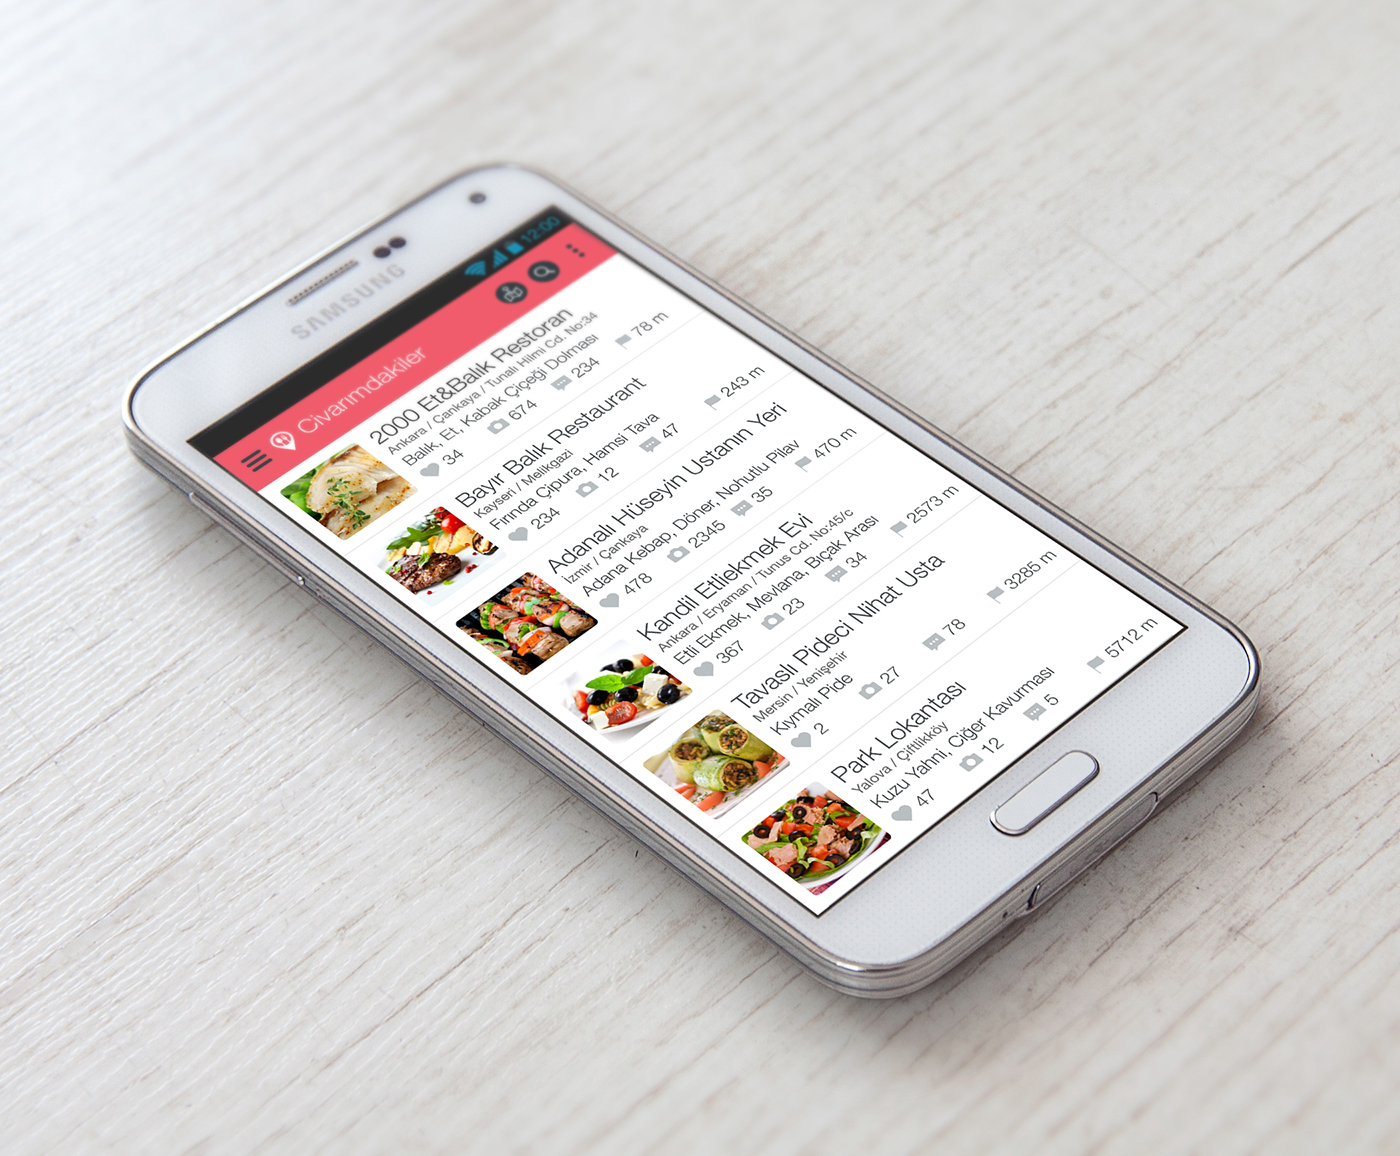 SAMSUNG
12:00
Civarımdakiler
2000 Et&Balık Restoran
Ankara / Çankaya / Tunalı Hilmi Cd. No:34
Balık, Et, Kabak Çiçeği Dolması
34 674 234 78 m
Bayır Balık Restaurant
Kayseri / Melikgazi
Fırında Çipura, Hamsi Tava
234 12 47 243 m
Adanalı Hüseyin Ustanın Yeri
İzmir / Çankaya
Adana Kebap, Döner, Nohutlu Pilav
478 2345 35 470 m
Kandil Etliekmek Evi
Ankara / Eryaman / Tunus Cd. No:45/c
Etli Ekmek, Mevlana, Bıçak Arası
367 23 34 2573 m
Tavaslı Pideci Nihat Usta
Mersin / Yenişehir
Kıymalı Pide
2 27 78 3285 m
Park Lokantası
Yalova / Çiftlikköy
Kuzu Yahni, Ciğer Kavurması
47 12 5 5712 m